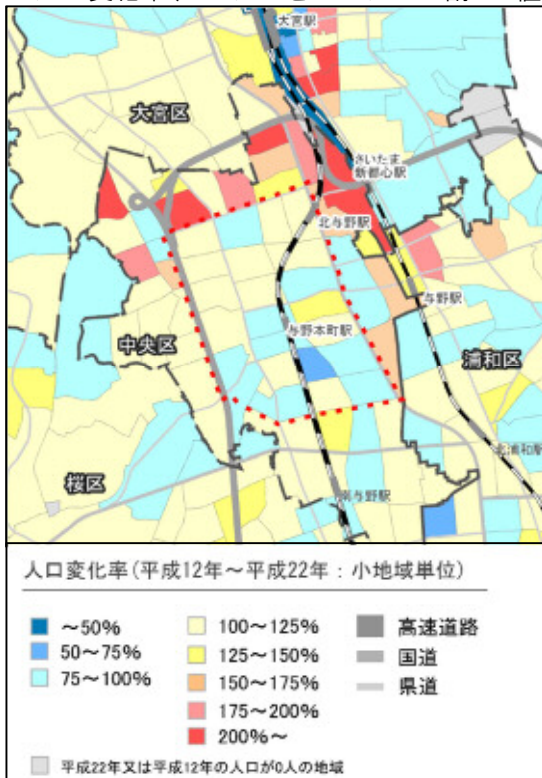 大宮駅
大宮区
さいたま
新都心駅
北与野駅
与野駅
与野本町駅
中央区
浦和区
北浦和駅
桜区
南与野駅
人口変化率(平成12年～平成22年：小地域単位)
～50%
50～75%
75～100%
100～125%
125～150%
150～175%
175～200%
200%～
高速道路
国道
県道
平成22年又は平成12年の人口が0人の地域